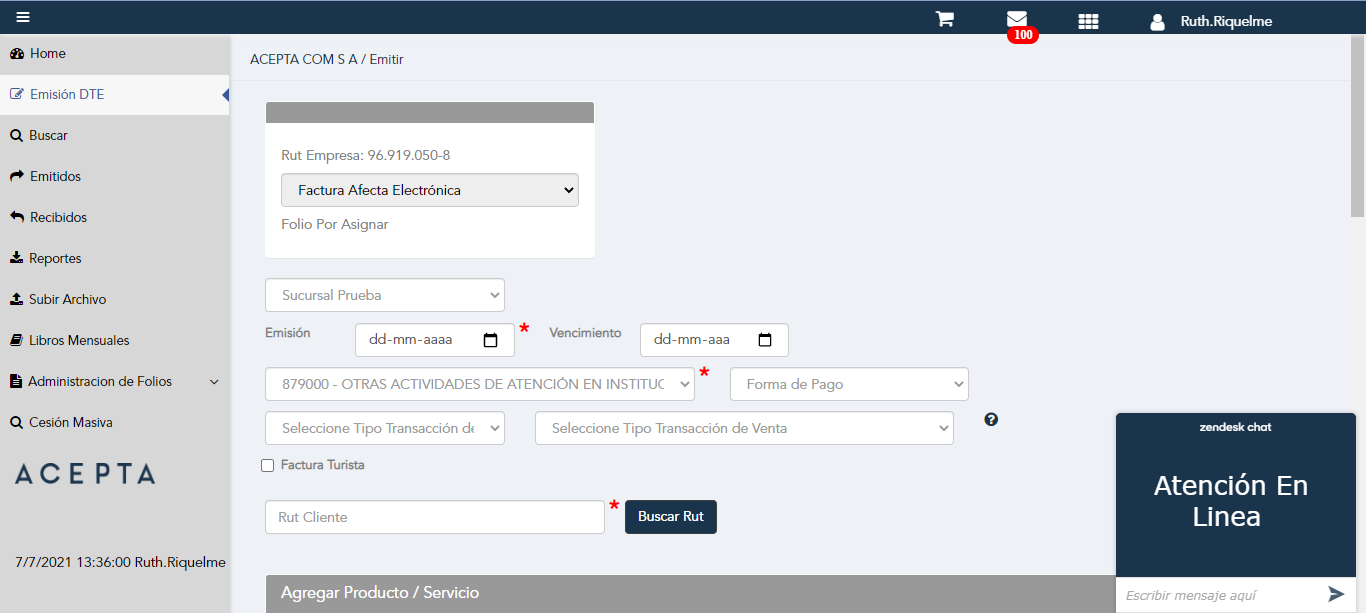 Ruth.Riquelme
100
Home
Emisión DTE
Buscar
Emitidos
Recibidos
Reportes
Subir Archivo
Libros Mensuales
Administracion de Folios
Cesión Masiva
ACEPTA
7/7/2021 13:36:00 Ruth.Riquelme
ACEPTA COM S A / Emitir
Rut Empresa: 96.919.050-8
Factura Afecta Electrónica
Folio Por Asignar
Sucursal Prueba
Emisión dd-mm-aaaa * Vencimiento dd-mm-aaa
879000 - OTRAS ACTIVIDADES DE ATENCIÓN EN INSTITUC * Forma de Pago
Seleccione Tipo Transacción de Seleccione Tipo Transacción de Venta ?
Factura Turista
Rut Cliente * Buscar Rut
Agregar Producto / Servicio
zendesk chat
Atención En
Linea
Escribir mensaje aquí